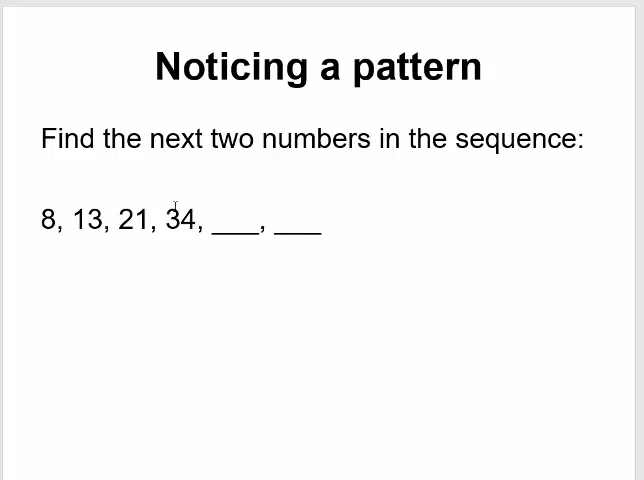 Noticing a pattern
Find the next two numbers in the sequence:
8, 13, 21, 34, ___, ___